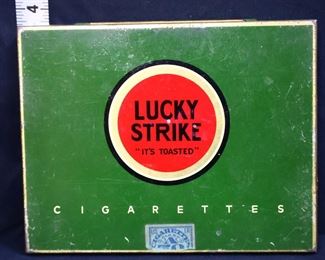 4
LUCKY
STRIKE
"IT'S TOASTED"
CIGARETTES